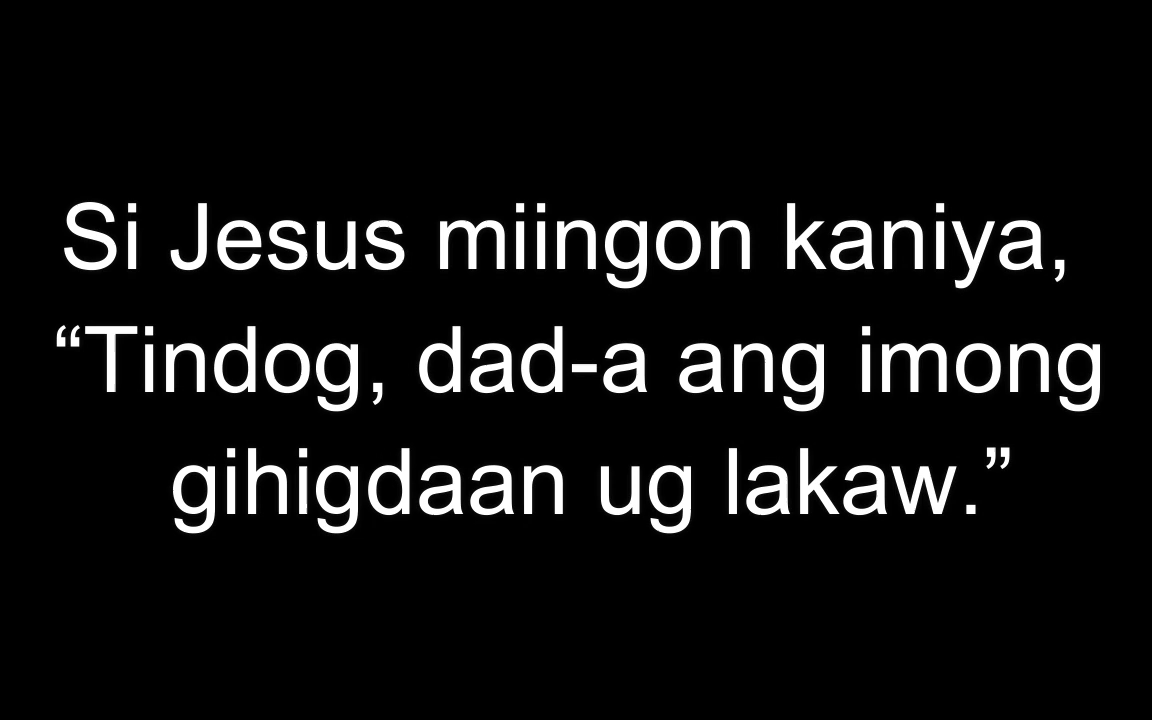 Si Jesus miingon kaniya,
“Tindog, dad-a ang imong
gihigdaan ug lakaw.”